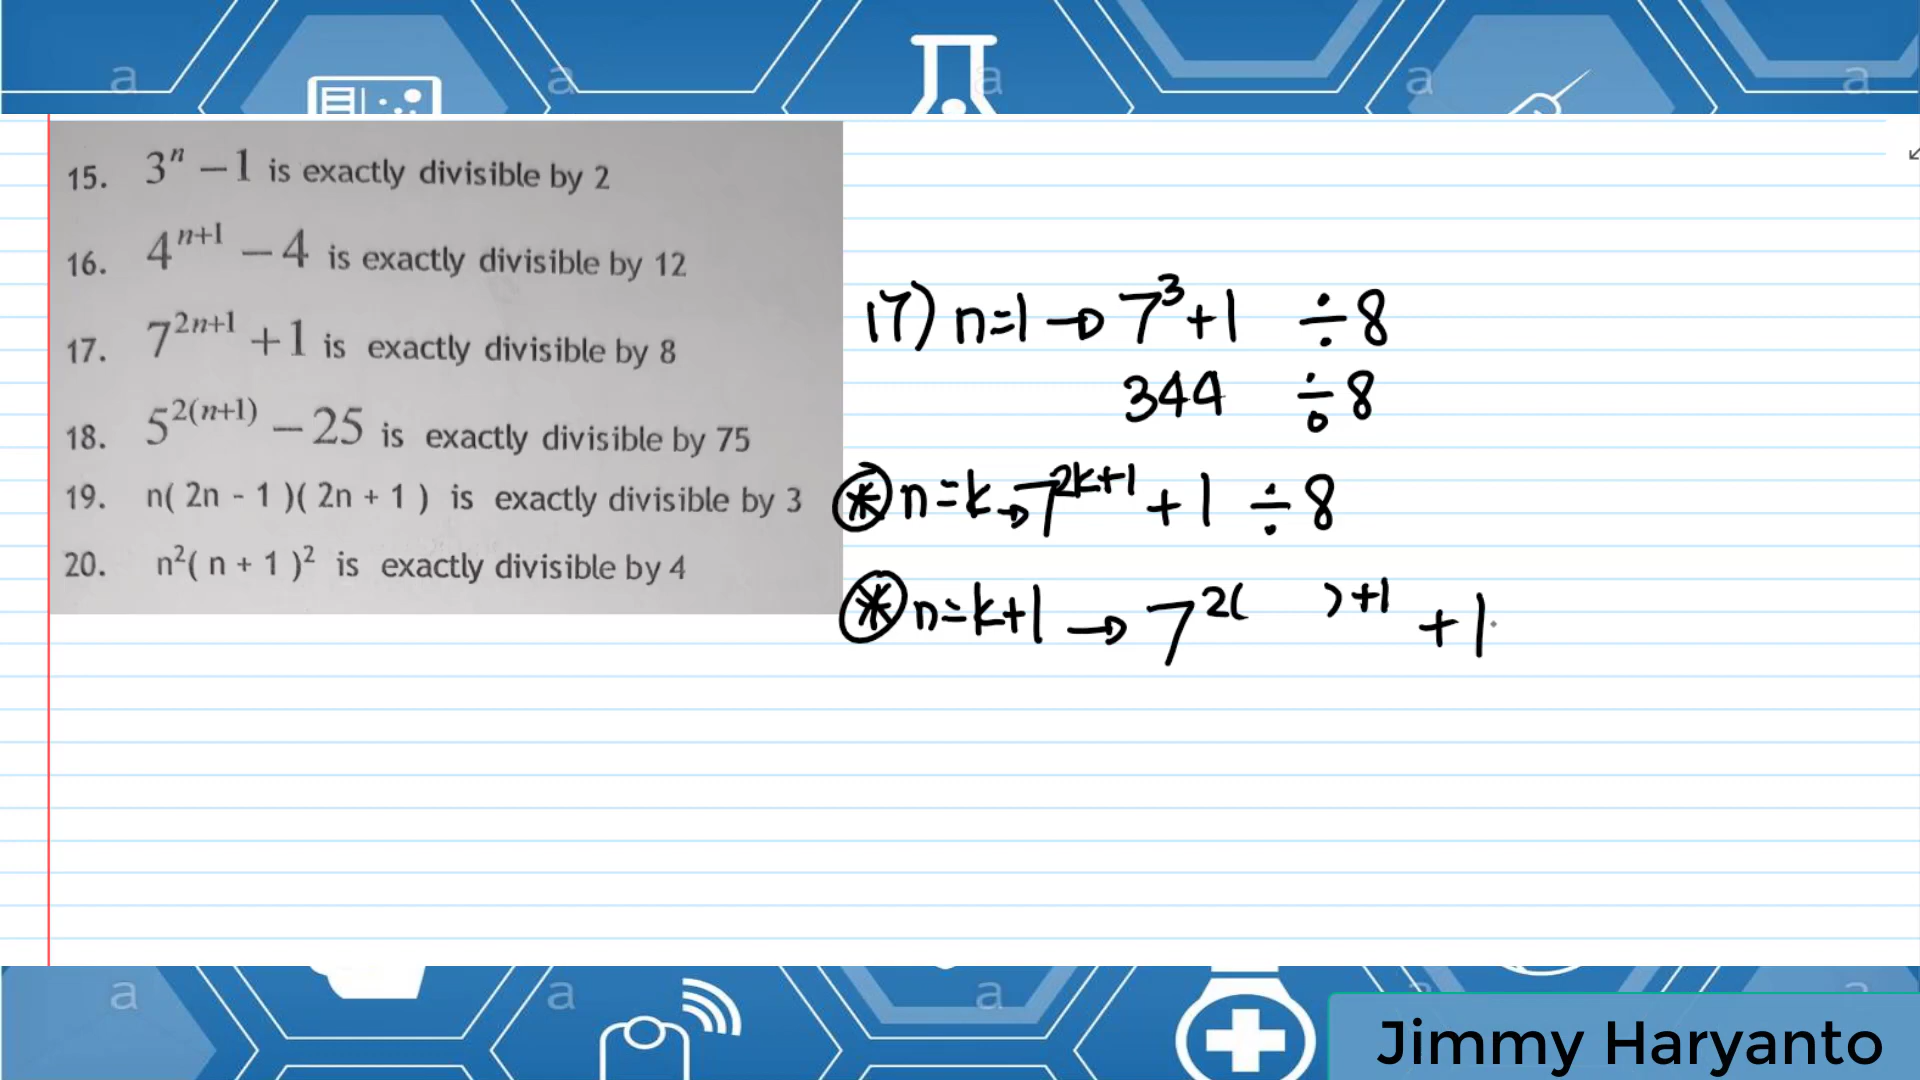 15. 3ⁿ − 1 is exactly divisible by 2
16. 4ⁿ⁺¹ − 4 is exactly divisible by 12
17. 7²ⁿ⁺¹ + 1 is exactly divisible by 8
18. 5²⁽ⁿ⁺¹⁾ − 25 is exactly divisible by 75
19. n( 2n - 1 )( 2n + 1 ) is exactly divisible by 3
20. n²( n + 1 )² is exactly divisible by 4
17) n=1 → 7³+1 ÷8
344 ÷8
* n=k → 7²ᵏ⁺¹ + 1 ÷ 8
* n=k+1 → 7²⁽ ⁾⁺¹ + 1
a a a a a
a a a a a
Jimmy Haryanto